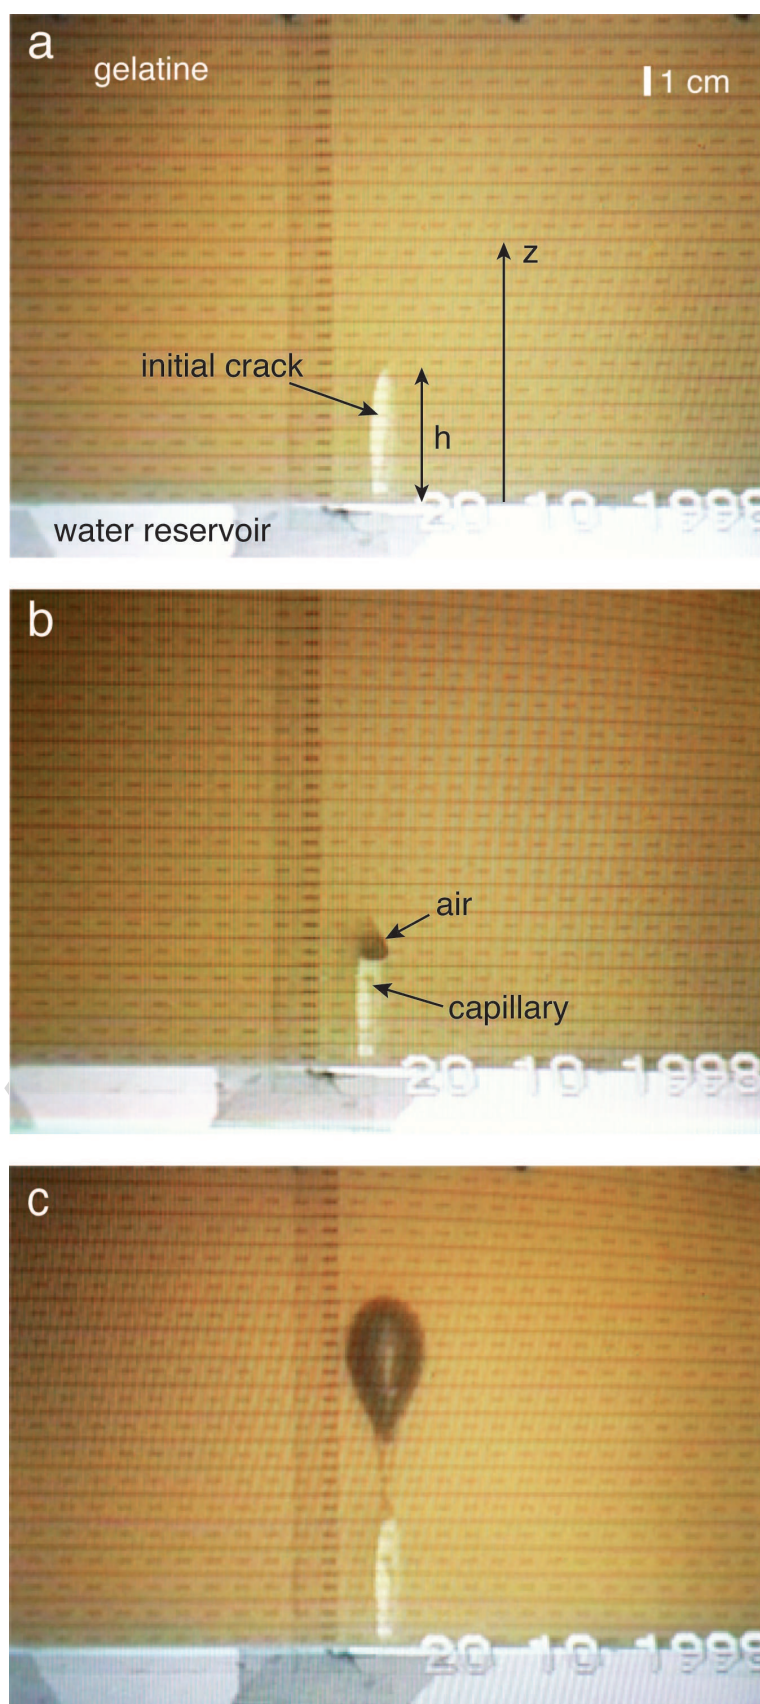 a
gelatine
1 cm
z
initial crack
h
20 10 1998
water reservoir
b
air
capillary
20 10 1998
c
20 10 1998